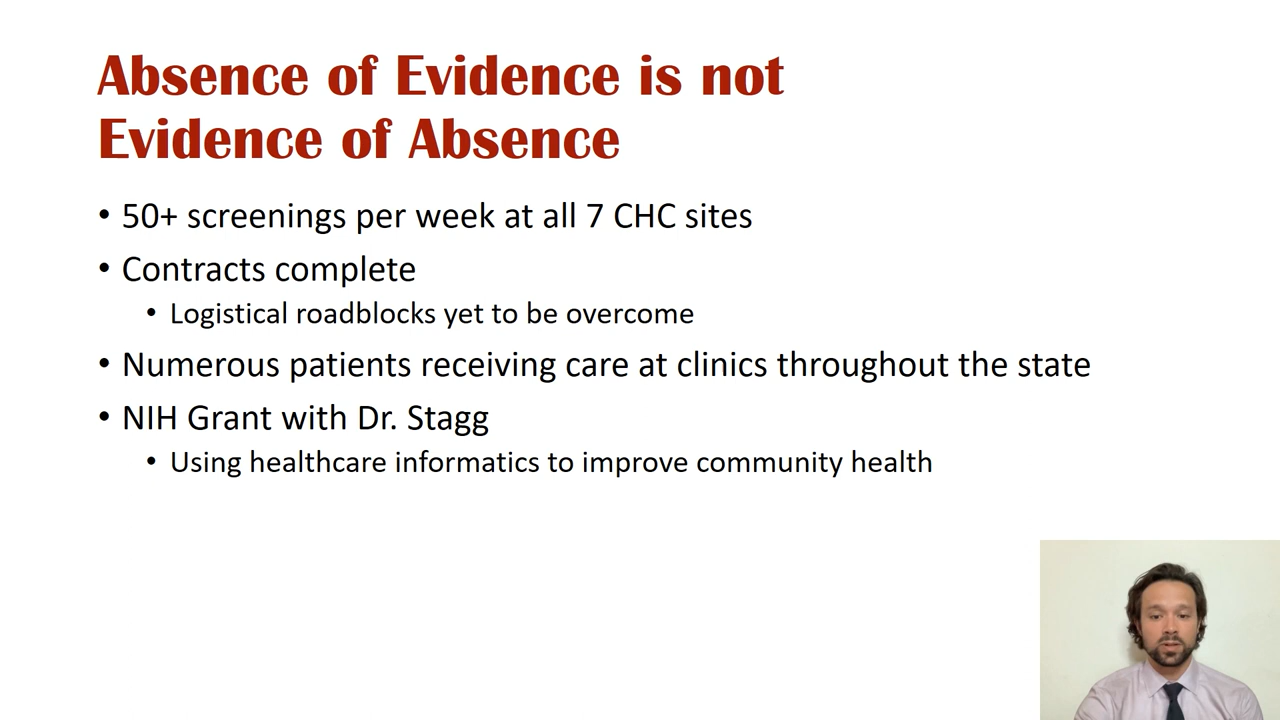 Absence of Evidence is not
Evidence of Absence
• 50+ screenings per week at all 7 CHC sites
• Contracts complete
• Logistical roadblocks yet to be overcome
• Numerous patients receiving care at clinics throughout the state
• NIH Grant with Dr. Stagg
• Using healthcare informatics to improve community health